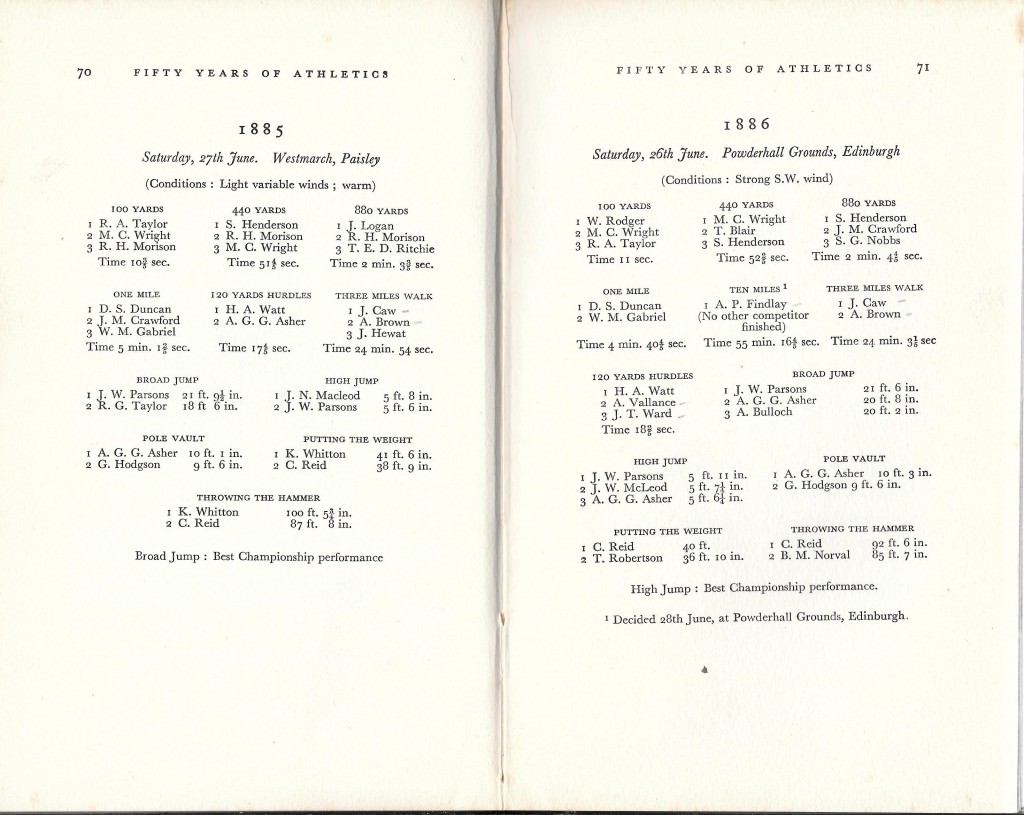 70 FIFTY YEARS OF ATHLETICS
1885
Saturday, 27th June. Westmarch, Paisley
(Conditions : Light variable winds ; warm)
100 YARDS
1 R. A. Taylor
2 M. C. Wright
3 R. H. Morison
Time 10⅗ sec.
440 YARDS
1 S. Henderson
2 R. H. Morison
3 M. C. Wright
Time 51⅘ sec.
880 YARDS
1 J. Logan
2 R. H. Morison
3 T. E. D. Ritchie
Time 2 min. 3⅗ sec.
ONE MILE
1 D. S. Duncan
2 J. M. Crawford
3 W. M. Gabriel
Time 5 min. 1⅗ sec.
120 YARDS HURDLES
1 H. A. Watt
2 A. G. G. Asher
Time 17⅘ sec.
THREE MILES WALK
1 J. Caw
2 A. Brown
3 J. Hewat
Time 24 min. 54 sec.
BROAD JUMP
1 J. W. Parsons 21 ft. 9½ in.
2 R. G. Taylor 18 ft 6 in.
HIGH JUMP
1 J. N. Macleod 5 ft. 8 in.
2 J. W. Parsons 5 ft. 6 in.
POLE VAULT
1 A. G. G. Asher 10 ft. 1 in.
2 G. Hodgson 9 ft. 6 in.
PUTTING THE WEIGHT
1 K. Whitton 41 ft. 6 in.
2 C. Reid 38 ft. 9 in.
THROWING THE HAMMER
1 K. Whitton 100 ft. 5¾ in.
2 C. Reid 87 ft. 8 in.
Broad Jump : Best Championship performance
FIFTY YEARS OF ATHLETICS 71
1886
Saturday, 26th June. Powderhall Grounds, Edinburgh
(Conditions : Strong S.W. wind)
100 YARDS
1 W. Rodger
2 M. C. Wright
3 R. A. Taylor
Time 11 sec.
440 YARDS
1 M. C. Wright
2 T. Blair
3 S. Henderson
Time 52⅗ sec.
880 YARDS
1 S. Henderson
2 J. M. Crawford
3 S. G. Nobbs
Time 2 min. 4⅘ sec.
ONE MILE
1 D. S. Duncan
2 W. M. Gabriel
Time 4 min. 40⅘ sec.
TEN MILES ¹
1 A. P. Findlay
(No other competitor
finished)
Time 55 min. 16⅘ sec.
THREE MILES WALK
1 J. Caw
2 A. Brown
Time 24 min. 3⅕ sec
120 YARDS HURDLES
1 H. A. Watt
2 A. Vallance
3 J. T. Ward
Time 18⅗ sec.
BROAD JUMP
1 J. W. Parsons 21 ft. 6 in.
2 A. G. G. Asher 20 ft. 8 in.
3 A. Bulloch 20 ft. 2 in.
HIGH JUMP
1 J. W. Parsons 5 ft. 11 in.
2 J. W. McLeod 5 ft. 7½ in.
3 A. G. G. Asher 5 ft. 6¼ in.
POLE VAULT
1 A. G. G. Asher 10 ft. 3 in.
2 G. Hodgson 9 ft. 6 in.
PUTTING THE WEIGHT
1 C. Reid 40 ft.
2 T. Robertson 36 ft. 10 in.
THROWING THE HAMMER
1 C. Reid 92 ft. 6 in.
2 B. M. Norval 85 ft. 7 in.
High Jump : Best Championship performance.
¹ Decided 28th June, at Powderhall Grounds, Edinburgh.